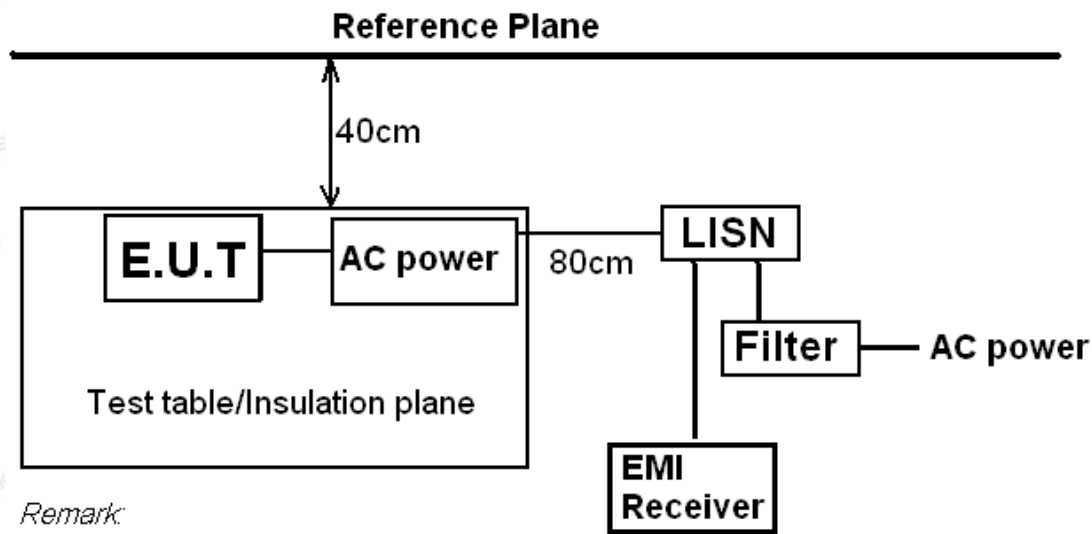 Reference Plane
40cm
E.U.T
AC power
80cm
LISN
Filter
AC power
Test table/Insulation plane
EMI
Receiver
Remark: